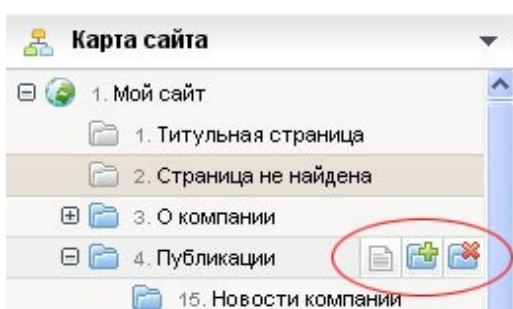 Карта сайта
1. Мой сайт
1. Титульная страница
2. Страница не найдена
3. О компании
4. Публикации
15. Новости компании